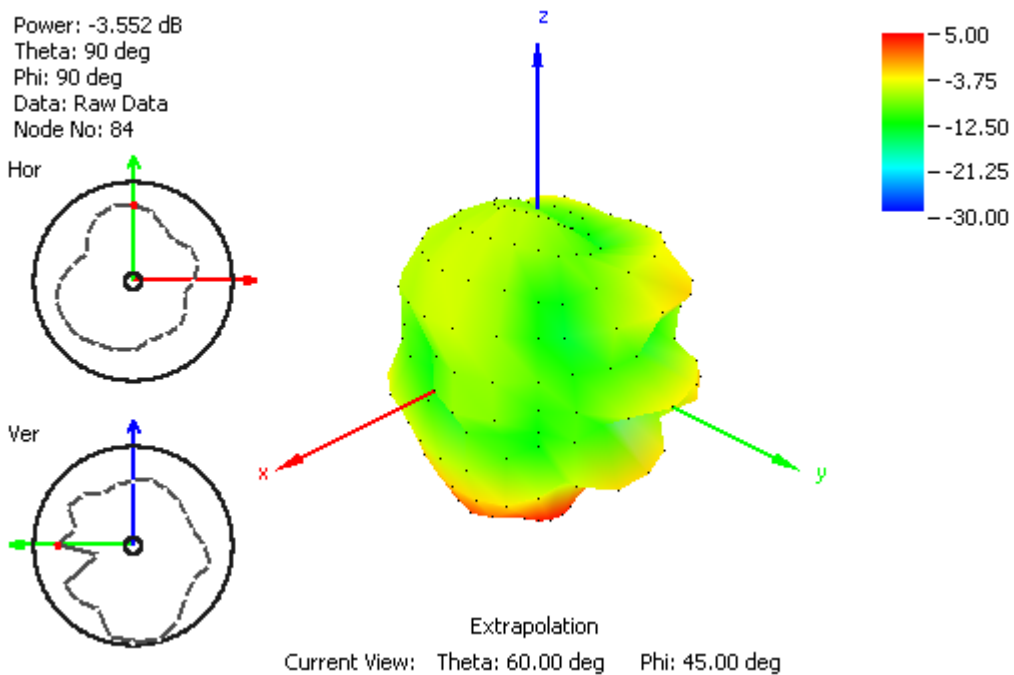 Power: -3.552 dB
Theta: 90 deg
Phi: 90 deg
Data: Raw Data
Node No: 84
Hor
Ver
z
x
y
5.00
-3.75
-12.50
-21.25
-30.00
Extrapolation
Current View: Theta: 60.00 deg Phi: 45.00 deg